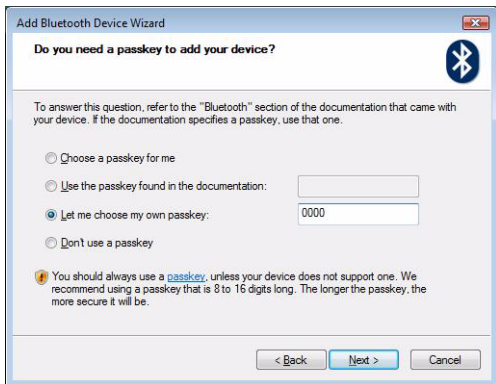 Add Bluetooth Device Wizard
Do you need a passkey to add your device?
To answer this question, refer to the "Bluetooth" section of the documentation that came with
your device. If the documentation specifies a passkey, use that one.
Choose a passkey for me
Use the passkey found in the documentation:
Let me choose my own passkey: 0000
Don't use a passkey
You should always use a passkey, unless your device does not support one. We
recommend using a passkey that is 8 to 16 digits long. The longer the passkey, the
more secure it will be.
< Back Next > Cancel